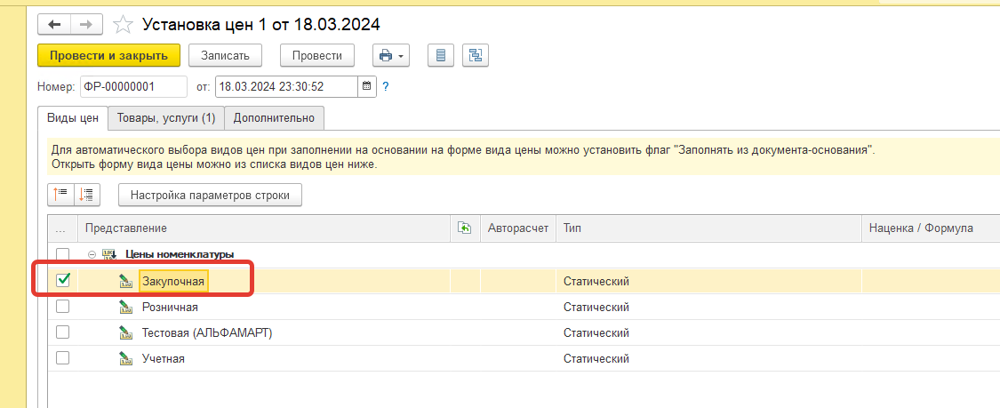 Установка цен 1 от 18.03.2024
Провести и закрыть Записать Провести
Номер: ФР-00000001 от: 18.03.2024 23:30:52 ?
Виды цен Товары, услуги (1) Дополнительно
Для автоматического выбора видов цен при заполнении на основании на форме вида цены можно установить флаг "Заполнять из документа-основания".
Открыть форму вида цены можно из списка видов цен ниже.
Настройка параметров строки
... Представление Авторасчет Тип Наценка / Формула
Цены номенклатуры
Закупочная Статический
Розничная Статический
Тестовая (АЛЬФАМАРТ) Статический
Учетная Статический